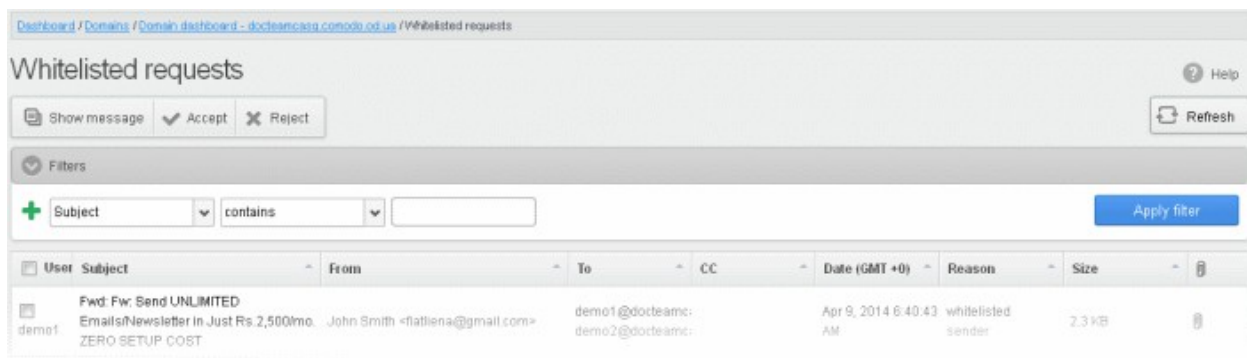 Dashboard / Domains / Domain dashboard - docteamcasg.comodo.od.ua / Whitelisted requests
Whitelisted requests
Help
Show message Accept Reject
Refresh
Filters
Subject contains
Apply filter
User Subject From To CC Date (GMT +0) Reason Size
Fwd: Fw: Send UNLIMITED
Emails/Newsletter in Just Rs.2,500/mo.
ZERO SETUP COST
demo1
John Smith <flatliena@gmail.com>
demo1@docteamca
demo2@docteamca
Apr 9, 2014 6:40:43
AM
whitelisted
sender
2,3 KB